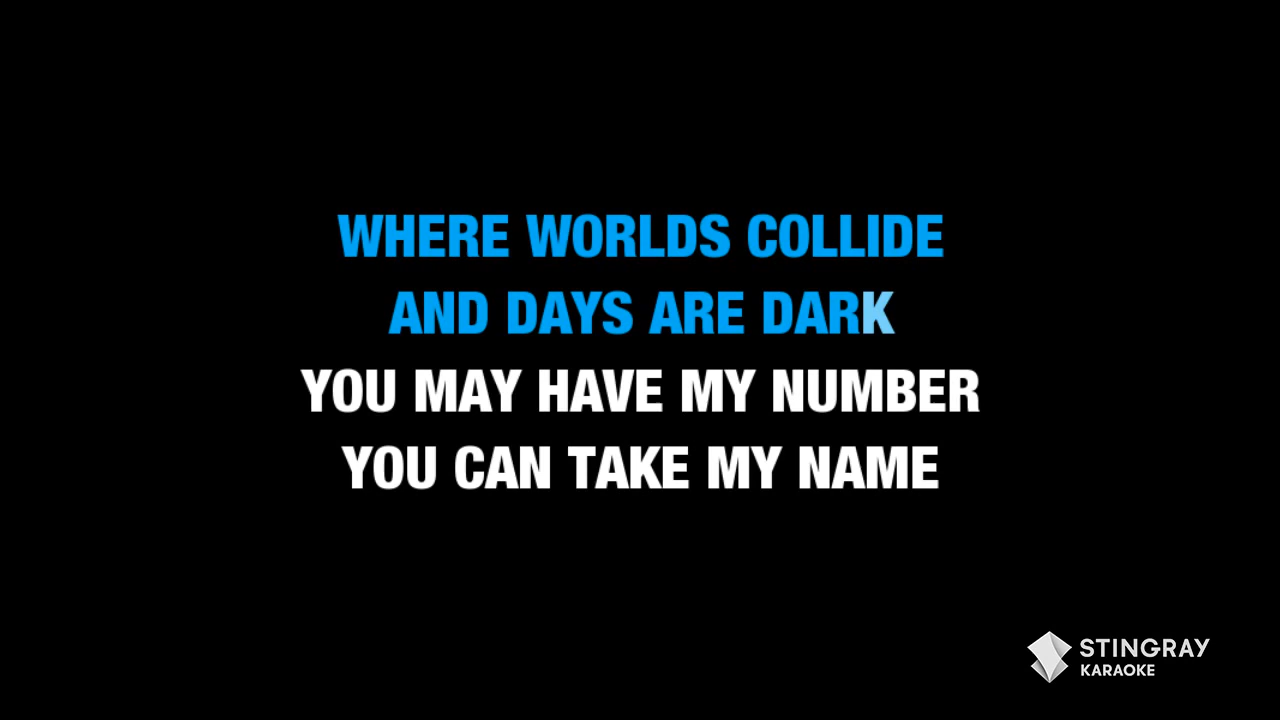 WHERE WORLDS COLLIDE
AND DAYS ARE DARK
YOU MAY HAVE MY NUMBER
YOU CAN TAKE MY NAME
STINGRAY
KARAOKE